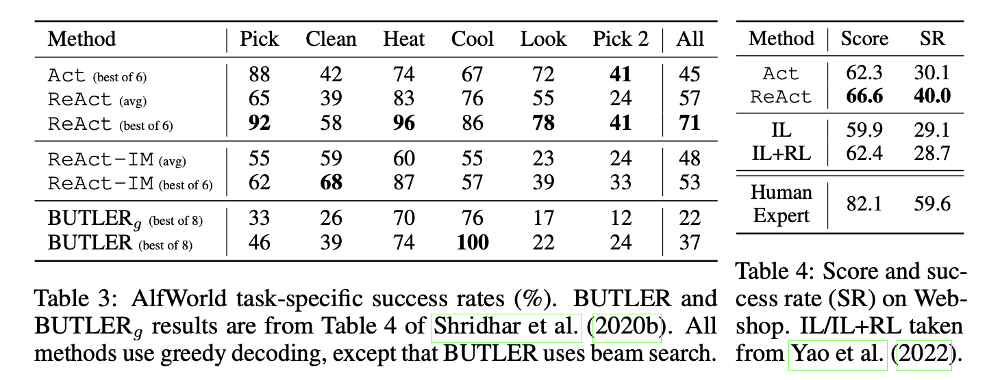 Method Pick Clean Heat Cool Look Pick 2 All
Act (best of 6) 88 42 74 67 72 41 45
ReAct (avg) 65 39 83 76 55 24 57
ReAct (best of 6) 92 58 96 86 78 41 71
ReAct-IM (avg) 55 59 60 55 23 24 48
ReAct-IM (best of 6) 62 68 87 57 39 33 53
BUTLERg (best of 8) 33 26 70 76 17 12 22
BUTLER (best of 8) 46 39 74 100 22 24 37
Table 3: AlfWorld task-specific success rates (%). BUTLER and
BUTLERg results are from Table 4 of Shridhar et al. (2020b). All
methods use greedy decoding, except that BUTLER uses beam search.
Method Score SR
Act 62.3 30.1
ReAct 66.6 40.0
IL 59.9 29.1
IL+RL 62.4 28.7
Human
Expert 82.1 59.6
Table 4: Score and suc-
cess rate (SR) on Web-
shop. IL/IL+RL taken
from Yao et al. (2022).